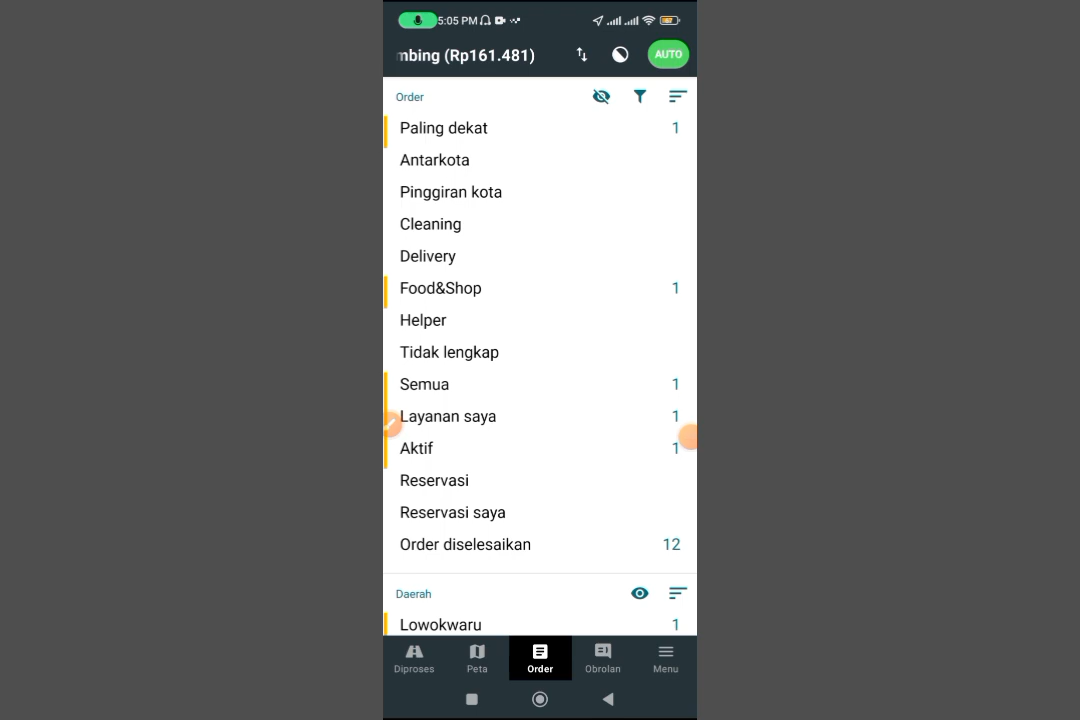 5:05 PM
mbing (Rp161.481)
AUTO
Order
Paling dekat 1
Antarkota
Pinggiran kota
Cleaning
Delivery
Food&Shop 1
Helper
Tidak lengkap
Semua 1
Layanan saya 1
Aktif 1
Reservasi
Reservasi saya
Order diselesaikan 12
Daerah
Lowokwaru 1
Diproses Peta Order Obrolan Menu